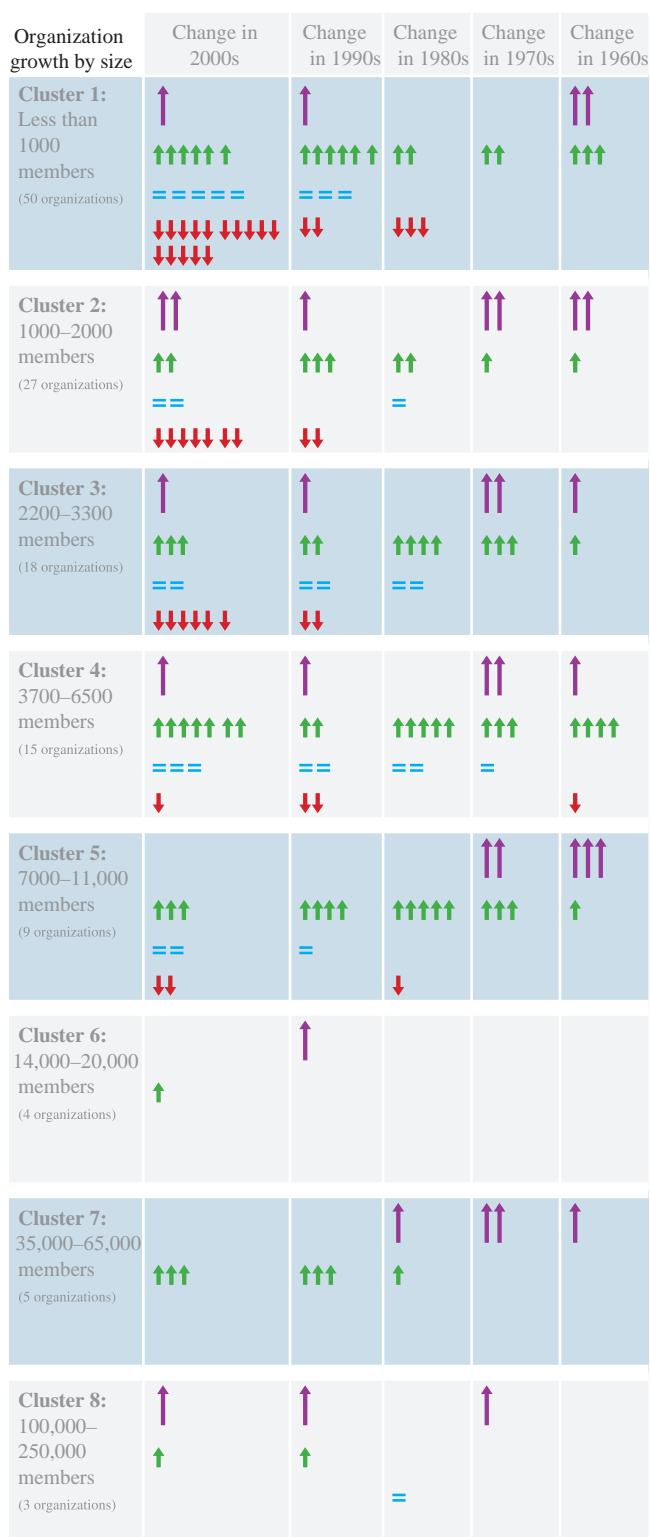 Organization
growth by size
Change in
2000s
Change
in 1990s
Change
in 1980s
Change
in 1970s
Change
in 1960s
Cluster 1:
Less than
1000
members
(50 organizations)
= = = = =
= = =
Cluster 2:
1000–2000
members
(27 organizations)
= =
=
Cluster 3:
2200–3300
members
(18 organizations)
= =
= =
= =
Cluster 4:
3700–6500
members
(15 organizations)
= = =
= =
= =
=
Cluster 5:
7000–11,000
members
(9 organizations)
= =
=
Cluster 6:
14,000–20,000
members
(4 organizations)
Cluster 7:
35,000–65,000
members
(5 organizations)
Cluster 8:
100,000–
250,000
members
(3 organizations)
=